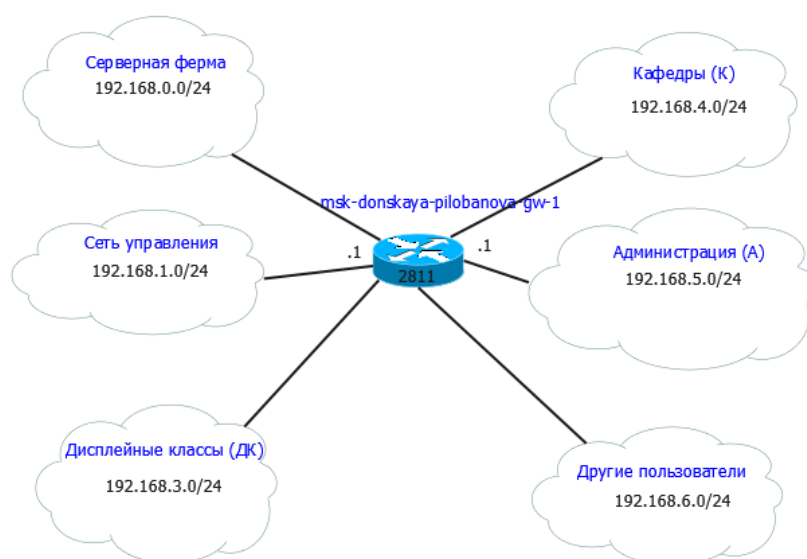 Серверная ферма
192.168.0.0/24
Кафедры (К)
192.168.4.0/24
msk-donskaya-pilobanova-gw-1
Сеть управления
192.168.1.0/24
.1
.1
2811
Администрация (А)
192.168.5.0/24
Дисплейные классы (ДК)
192.168.3.0/24
Другие пользователи
192.168.6.0/24